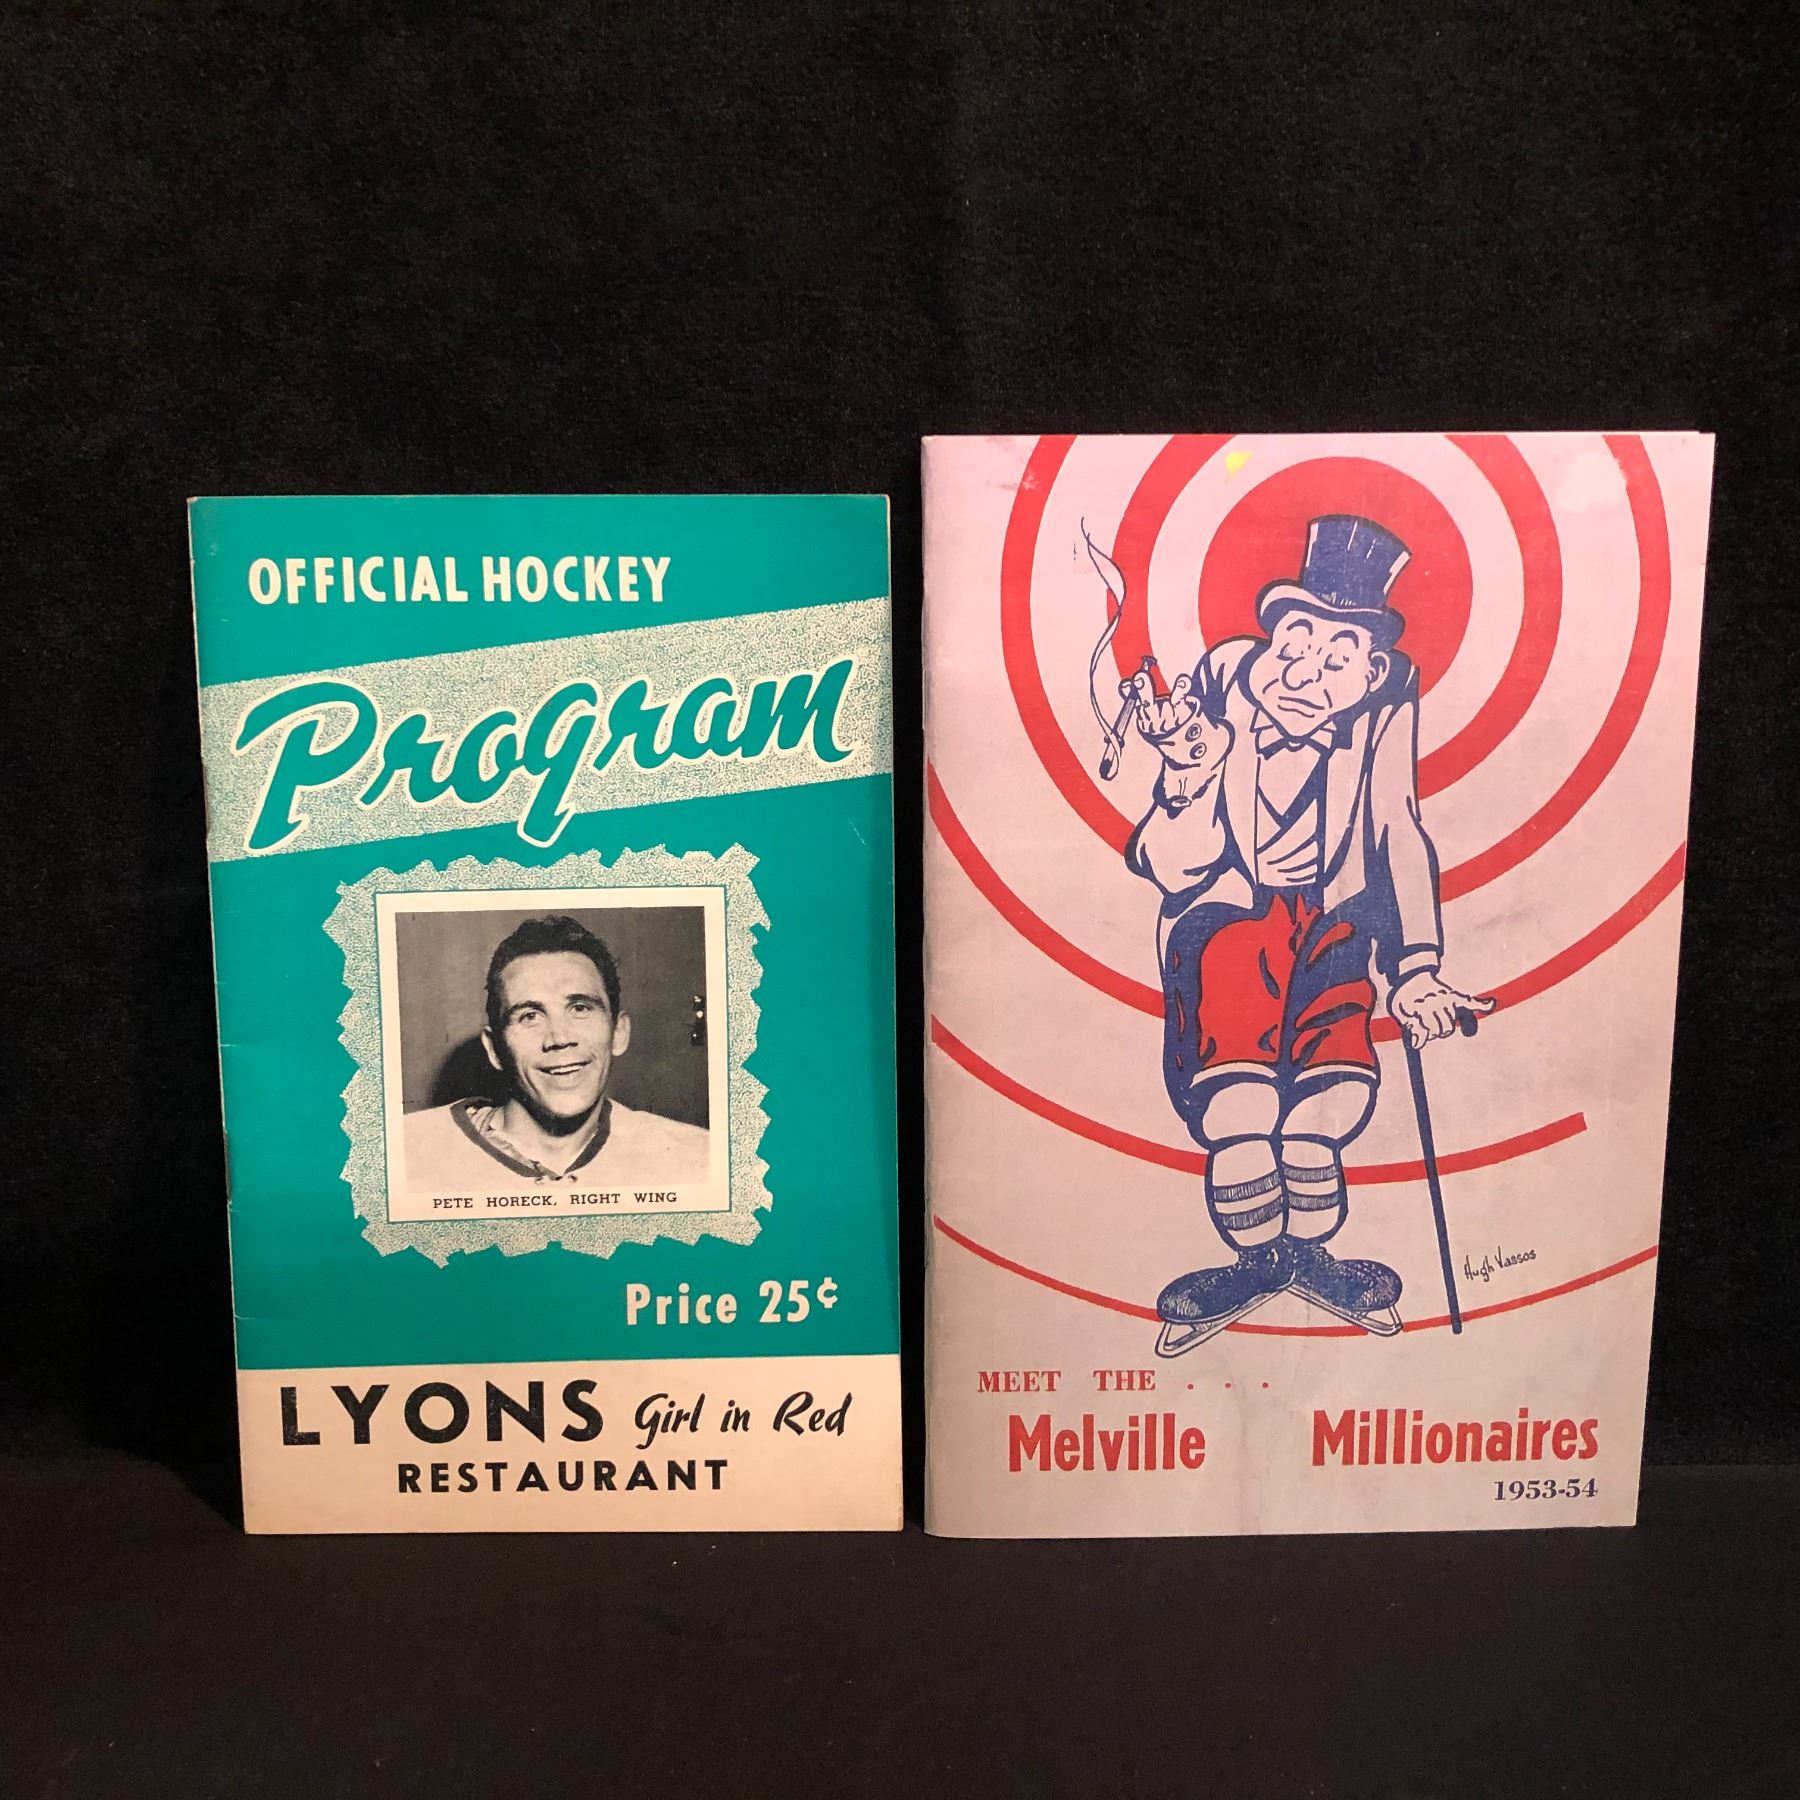 OFFICIAL HOCKEY
Program
PETE HORECK, RIGHT WING
Price 25¢
LYONS Girl in Red
RESTAURANT
Hugh Vassos
MEET THE . . .
Melville Millionaires
1953-54